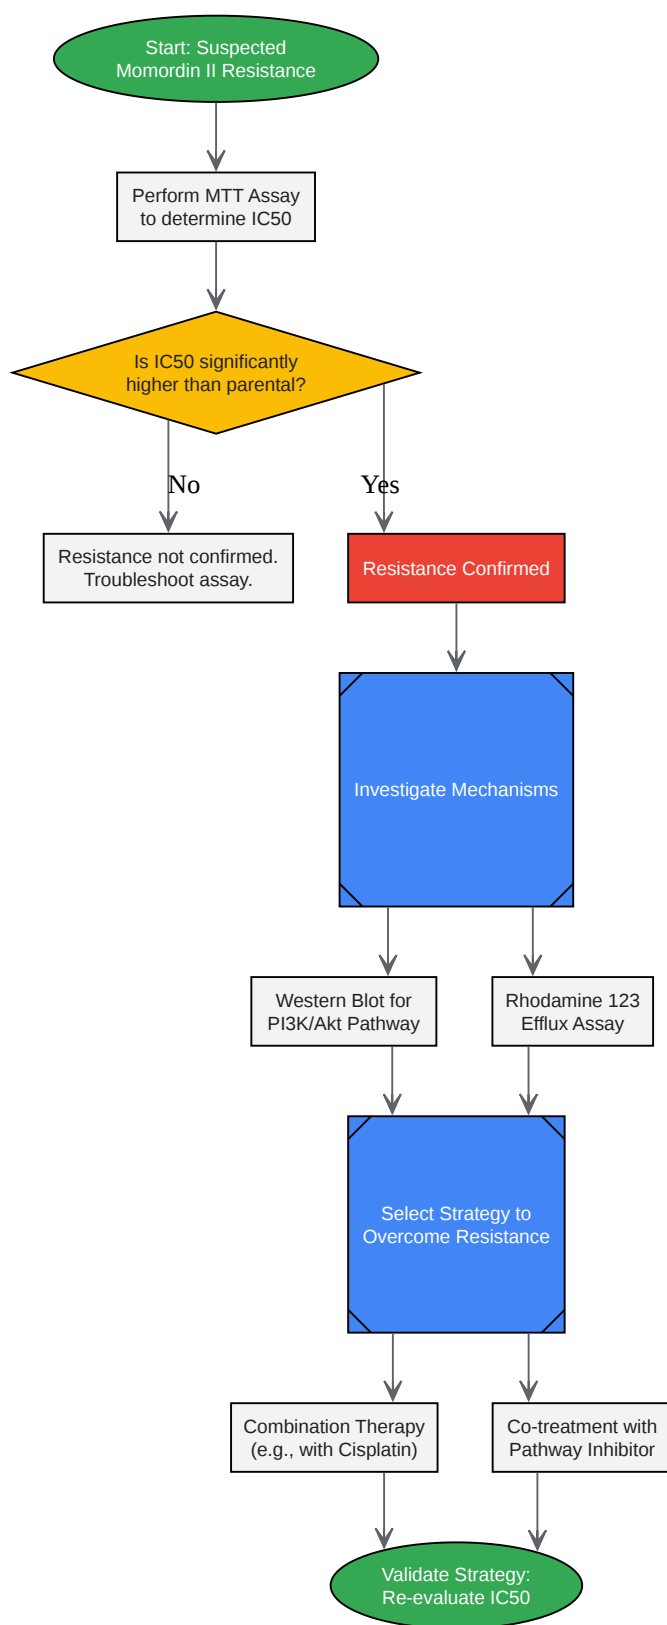 Start: Suspected
Momordin II Resistance
Perform MTT Assay
to determine IC50
Is IC50 significantly
higher than parental?
No
Yes
Resistance not confirmed.
Troubleshoot assay.
Resistance Confirmed
Investigate Mechanisms
Western Blot for
PI3K/Akt Pathway
Rhodamine 123
Efflux Assay
Select Strategy to
Overcome Resistance
Combination Therapy
(e.g., with Cisplatin)
Co-treatment with
Pathway Inhibitor
Validate Strategy:
Re-evaluate IC50